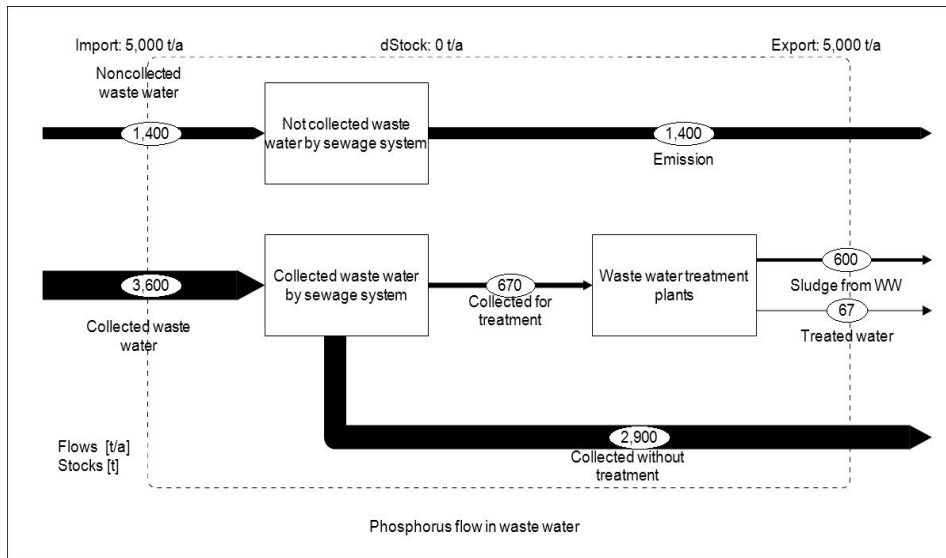 Import: 5,000 t/a
dStock: 0 t/a
Export: 5,000 t/a
Noncollected
waste water
1,400
Not collected waste
water by sewage system
1,400
Emission
3,600
Collected waste
water
Collected waste water
by sewage system
670
Collected for
treatment
Waste water treatment
plants
600
Sludge from WW
67
Treated water
2,900
Collected without
treatment
Flows [t/a]
Stocks [t]
Phosphorus flow in waste water